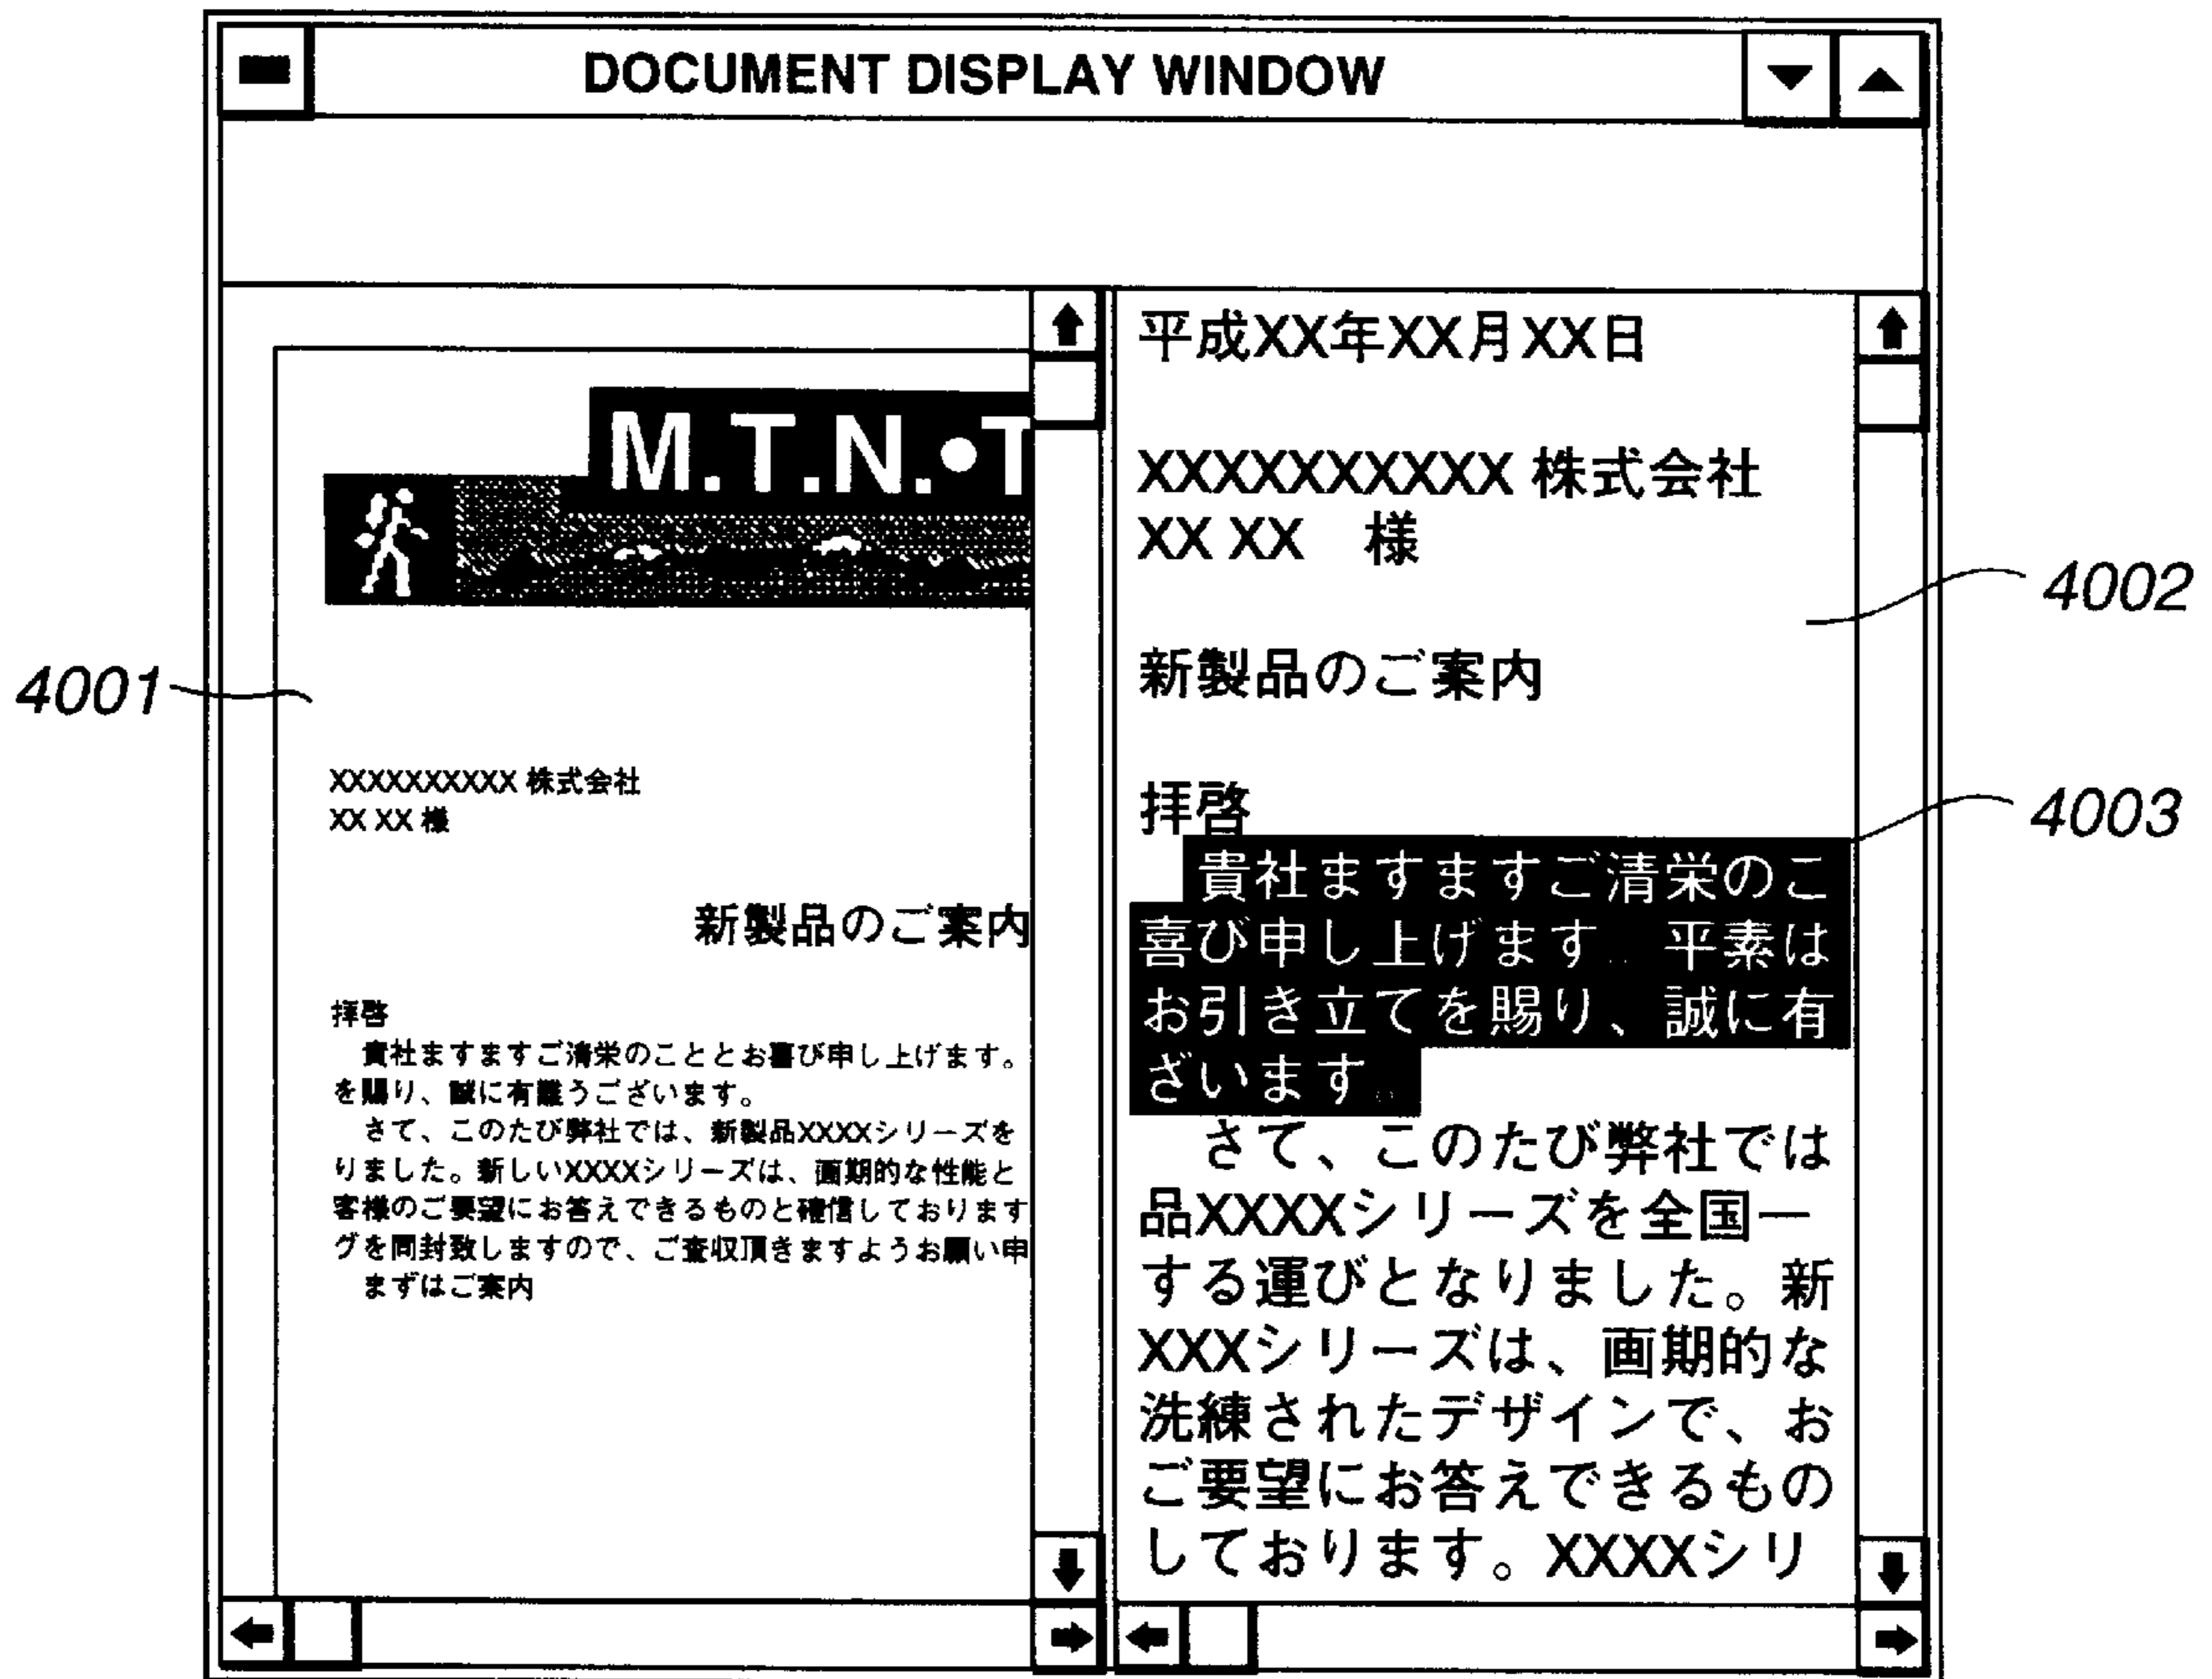 DOCUMENT DISPLAY WINDOW
4001
M.T.N.•T
XXXXXXXXXX 株式会社
XX XX 様
新製品のご案内
拝啓
貴社ますますご清栄のこととお喜び申し上げます。
を賜り、誠に有難うございます。
さて、このたび弊社では、新製品XXXXシリーズを
りました。新しいXXXXシリーズは、画期的な性能と
客様のご要望にお答えできるものと確信しております
グを同封致しますので、ご査収頂きますようお願い申
まずはご案内
平成XX年XX月XX日
XXXXXXXXXX 株式会社
XX XX 様
新製品のご案内
拝啓
貴社ますますご清栄のこ
喜び申し上げます。平素は
お引き立てを賜り、誠に有
ざいます。
さて、このたび弊社では
品XXXXシリーズを全国一
する運びとなりました。新
XXXシリーズは、画期的な
洗練されたデザインで、お
ご要望にお答えできるもの
しております。XXXXシリ
4002
4003